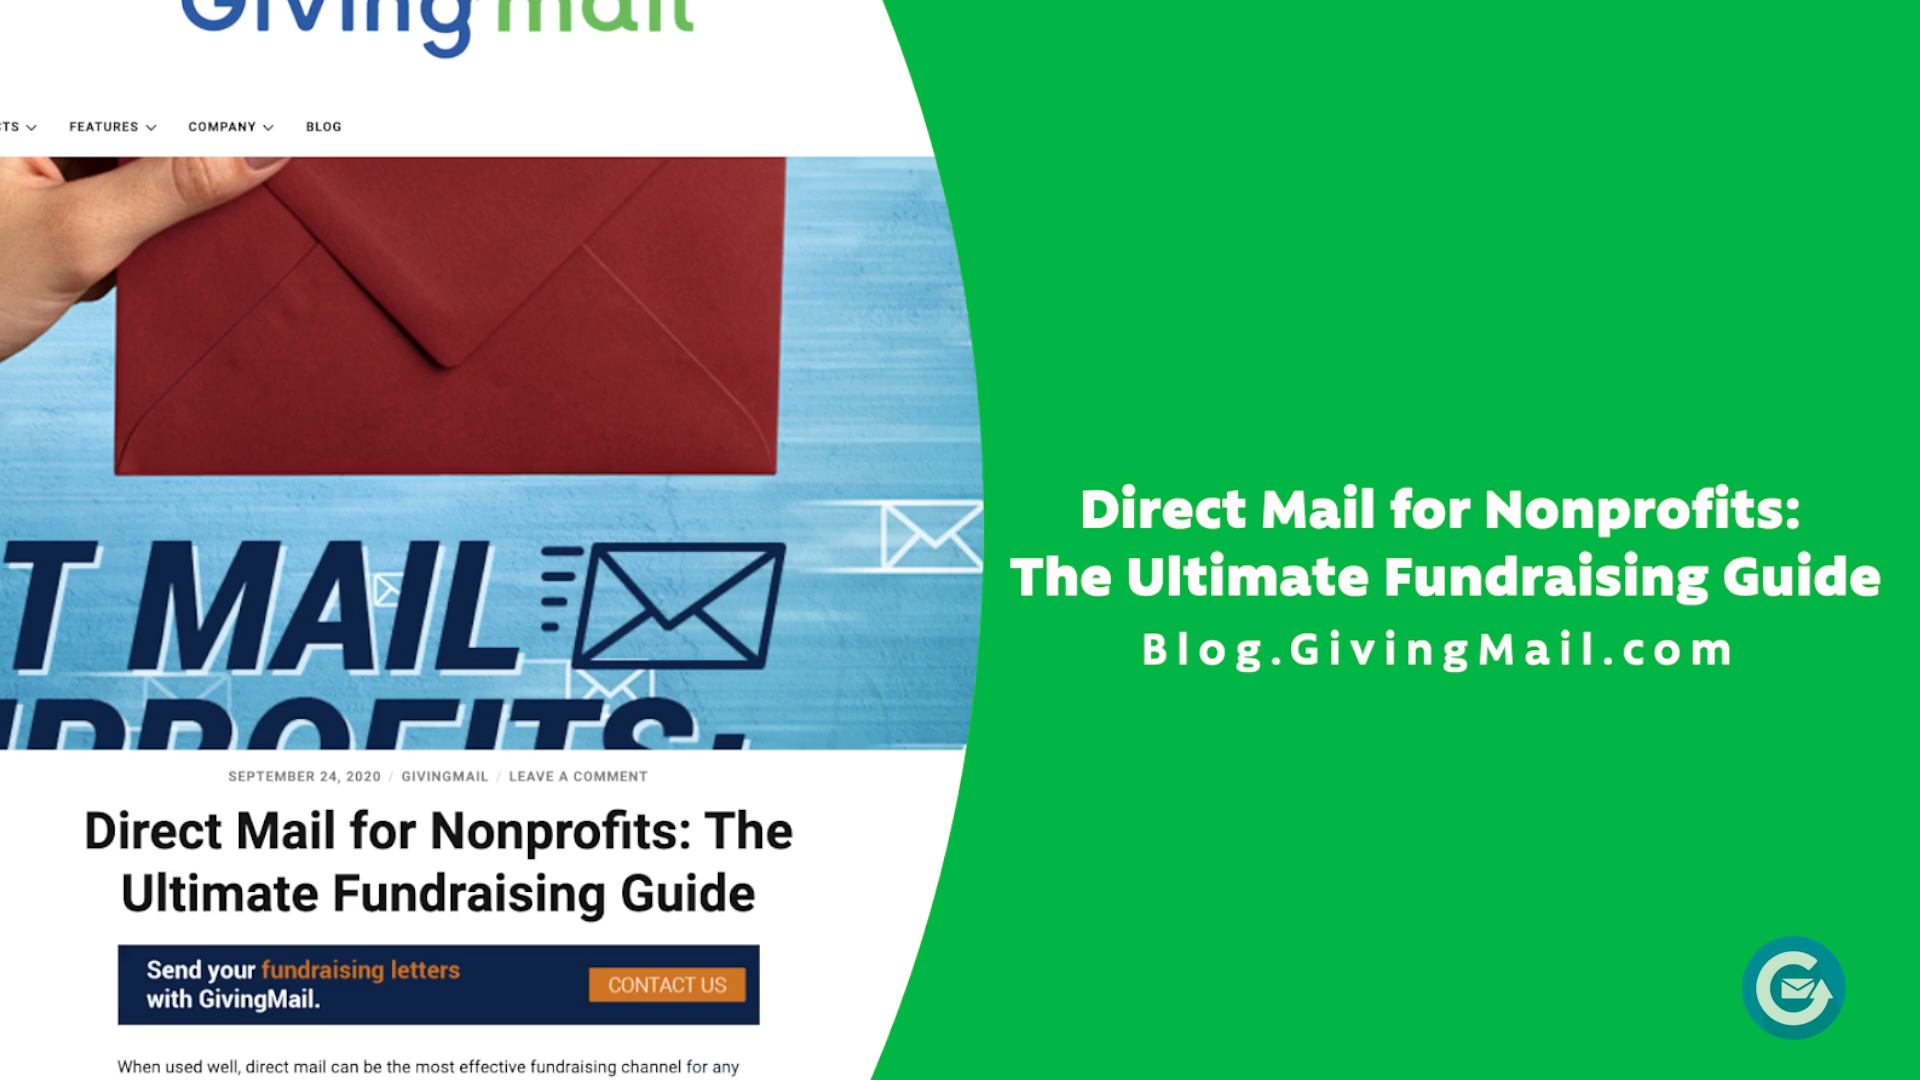 Givingmail
FEATURES
COMPANY
BLOG
MAIL
SEPTEMBER 24, 2020 / GIVINGMAIL / LEAVE A COMMENT
Direct Mail for Nonprofits: The
Ultimate Fundraising Guide
Send your fundraising letters
with GivingMail.
CONTACT US
When used well, direct mail can be the most effective fundraising channel for any
Direct Mail for Nonprofits:
The Ultimate Fundraising Guide
Blog.GivingMail.com